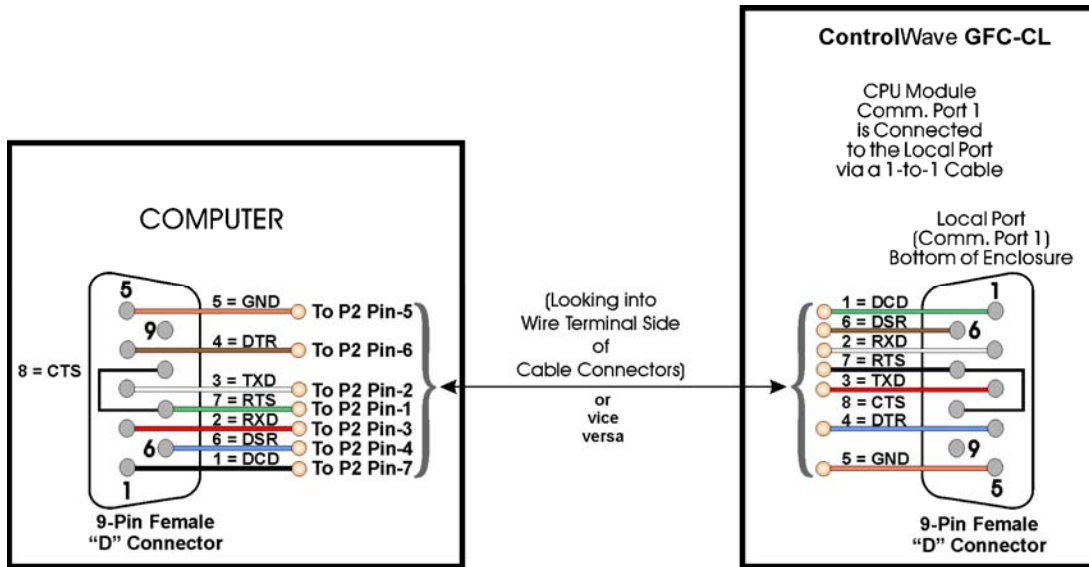 COMPUTER
5
9
8 = CTS
6
1
5 = GND
To P2 Pin-5
4 = DTR
To P2 Pin-6
3 = TXD
To P2 Pin-2
7 = RTS
To P2 Pin-1
2 = RXD
To P2 Pin-3
6 = DSR
To P2 Pin-4
1 = DCD
To P2 Pin-7
9-Pin Female
“D” Connector
(Looking into
Wire Terminal Side
of
Cable Connectors)
or
vice
versa
ControlWave GFC-CL
CPU Module
Comm. Port 1
is Connected
to the Local Port
via a 1-to-1 Cable
Local Port
(Comm. Port 1)
Bottom of Enclosure
1 = DCD
6 = DSR
2 = RXD
7 = RTS
3 = TXD
8 = CTS
4 = DTR
5 = GND
1
6
9
5
9-Pin Female
“D” Connector